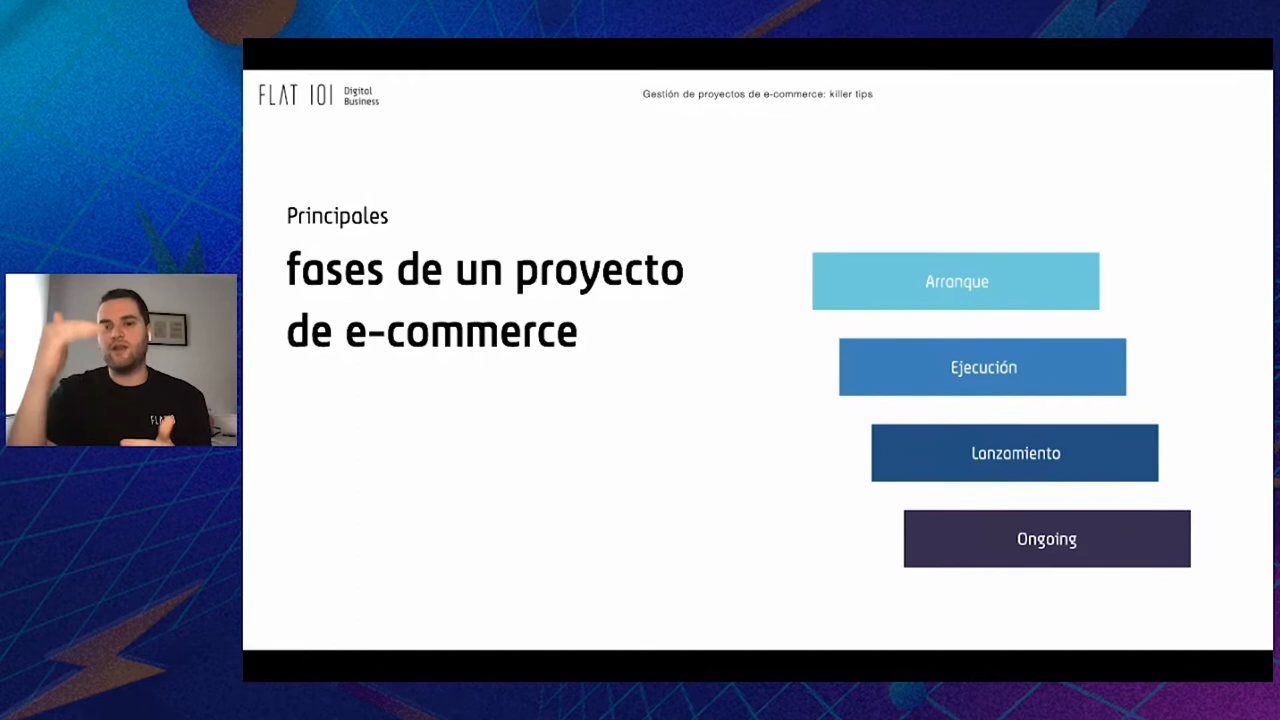 FLAT 101 Digital Business
Gestión de proyectos de e-commerce: killer tips
Principales
fases de un proyecto
de e-commerce
Arranque
Ejecución
Lanzamiento
Ongoing